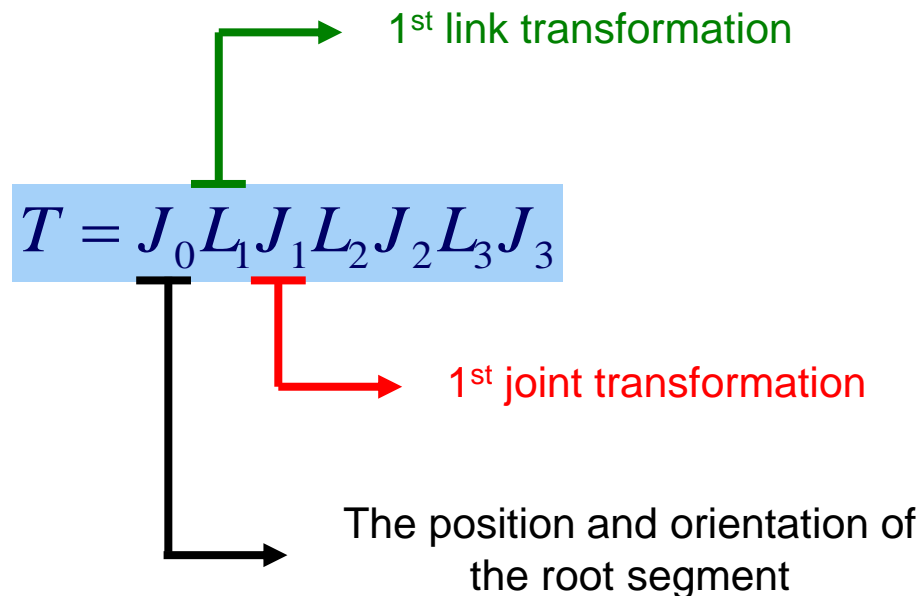 1st link transformation
T = J0L1J1L2J2L3J3
1st joint transformation
The position and orientation of
the root segment